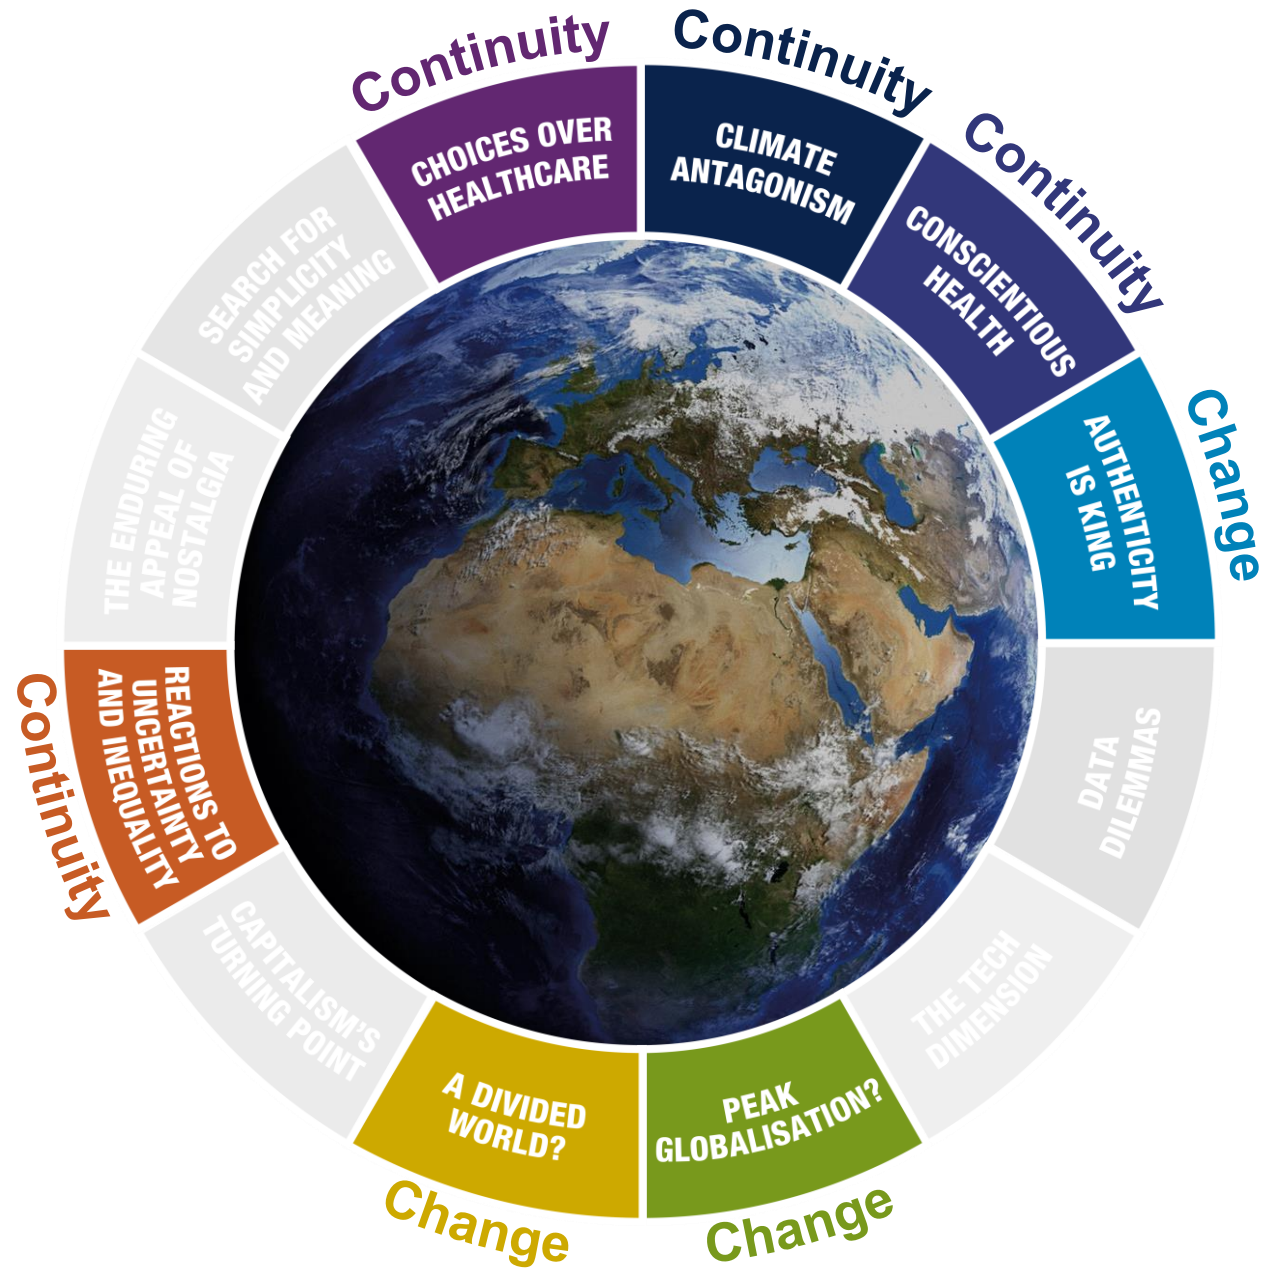 Continuity
CLIMATE
ANTAGONISM
Continuity
CONSCIENTIOUS
HEALTH
Change
AUTHENTICITY
IS KING
DATA
DILEMMAS
THE TECH
DIMENSION
PEAK
GLOBALISATION?
Change
A DIVIDED
WORLD?
Change
CAPITALISM'S
TURNING POINT
REACTIONS TO
UNCERTAINTY
AND INEQUALITY
Continuity
THE ENDURING
APPEAL OF
NOSTALGIA
SEARCH FOR
SIMPLICITY
AND MEANING
Continuity
CHOICES OVER
HEALTHCARE